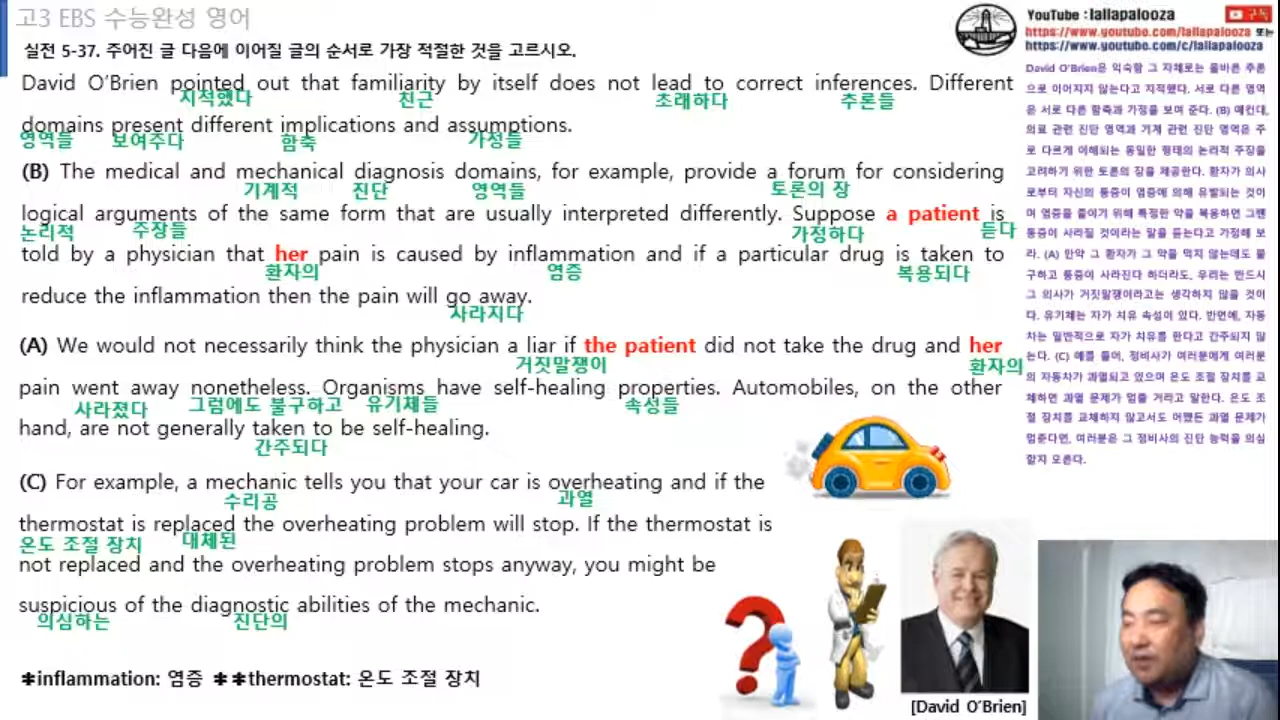 고3 EBS 수능완성 영어
YouTube : lallapalooza
구독
https://www.youtube.com/lallapalooza 또는
https://www.youtube.com/c/lallapalooza
실전 5-37. 주어진 글 다음에 이어질 글의 순서로 가장 적절한 것을 고르시오.
David O’Brien pointed out that familiarity by itself does not lead to correct inferences. Different
지적했다 친근 초래하다 추론들
domains present different implications and assumptions.
영역들 보여주다 함축 가정들
(B) The medical and mechanical diagnosis domains, for example, provide a forum for considering
기계적 진단 영역들 토론의 장
logical arguments of the same form that are usually interpreted differently. Suppose a patient is
논리적 주장들 가정하다 듣다
told by a physician that her pain is caused by inflammation and if a particular drug is taken to
환자의 염증 복용되다
reduce the inflammation then the pain will go away.
사라지다
(A) We would not necessarily think the physician a liar if the patient did not take the drug and her
거짓말쟁이 환자의
pain went away nonetheless. Organisms have self-healing properties. Automobiles, on the other
사라졌다 그럼에도 불구하고 유기체들 속성들
hand, are not generally taken to be self-healing.
간주되다
(C) For example, a mechanic tells you that your car is overheating and if the
수리공 과열
thermostat is replaced the overheating problem will stop. If the thermostat is
온도 조절 장치 대체된
not replaced and the overheating problem stops anyway, you might be
suspicious of the diagnostic abilities of the mechanic.
의심하는 진단의
✱inflammation: 염증 ✱✱thermostat: 온도 조절 장치
David O’Brien은 익숙함 그 자체로는 올바른 추론
으로 이어지지 않는다고 지적했다. 서로 다른 영역
은 서로 다른 함축과 가정을 보여 준다. (B) 예컨대,
의료 관련 진단 영역과 기계 관련 진단 영역은 주
로 다르게 이해되는 동일한 형태의 논리적 주장을
고려하기 위한 토론의 장을 제공한다. 환자가 의사
로부터 자신의 통증이 염증에 의해 유발되는 것이
며 염증을 줄이기 위해 특정한 약을 복용하면 그땐
통증이 사라질 것이라는 말을 듣는다고 가정해 보
라. (A) 만약 그 환자가 그 약을 먹지 않는데도 불
구하고 통증이 사라진다 하더라도, 우리는 반드시
그 의사가 거짓말쟁이라고는 생각하지 않을 것이
다. 유기체는 자가 치유 속성이 있다. 반면에, 자동
차는 일반적으로 자가 치유를 한다고 간주되지 않
는다. (C) 예를 들어, 정비사가 여러분에게 여러분
의 자동차가 과열되고 있으며 온도 조절 장치를 교
체하면 과열 문제가 멈출 거라고 말한다. 온도 조
절 장치를 교체하지 않고서도 어쨌든 과열 문제가
멈춘다면, 여러분은 그 정비사의 진단 능력을 의심
할지 모른다.
[David O’Brien]